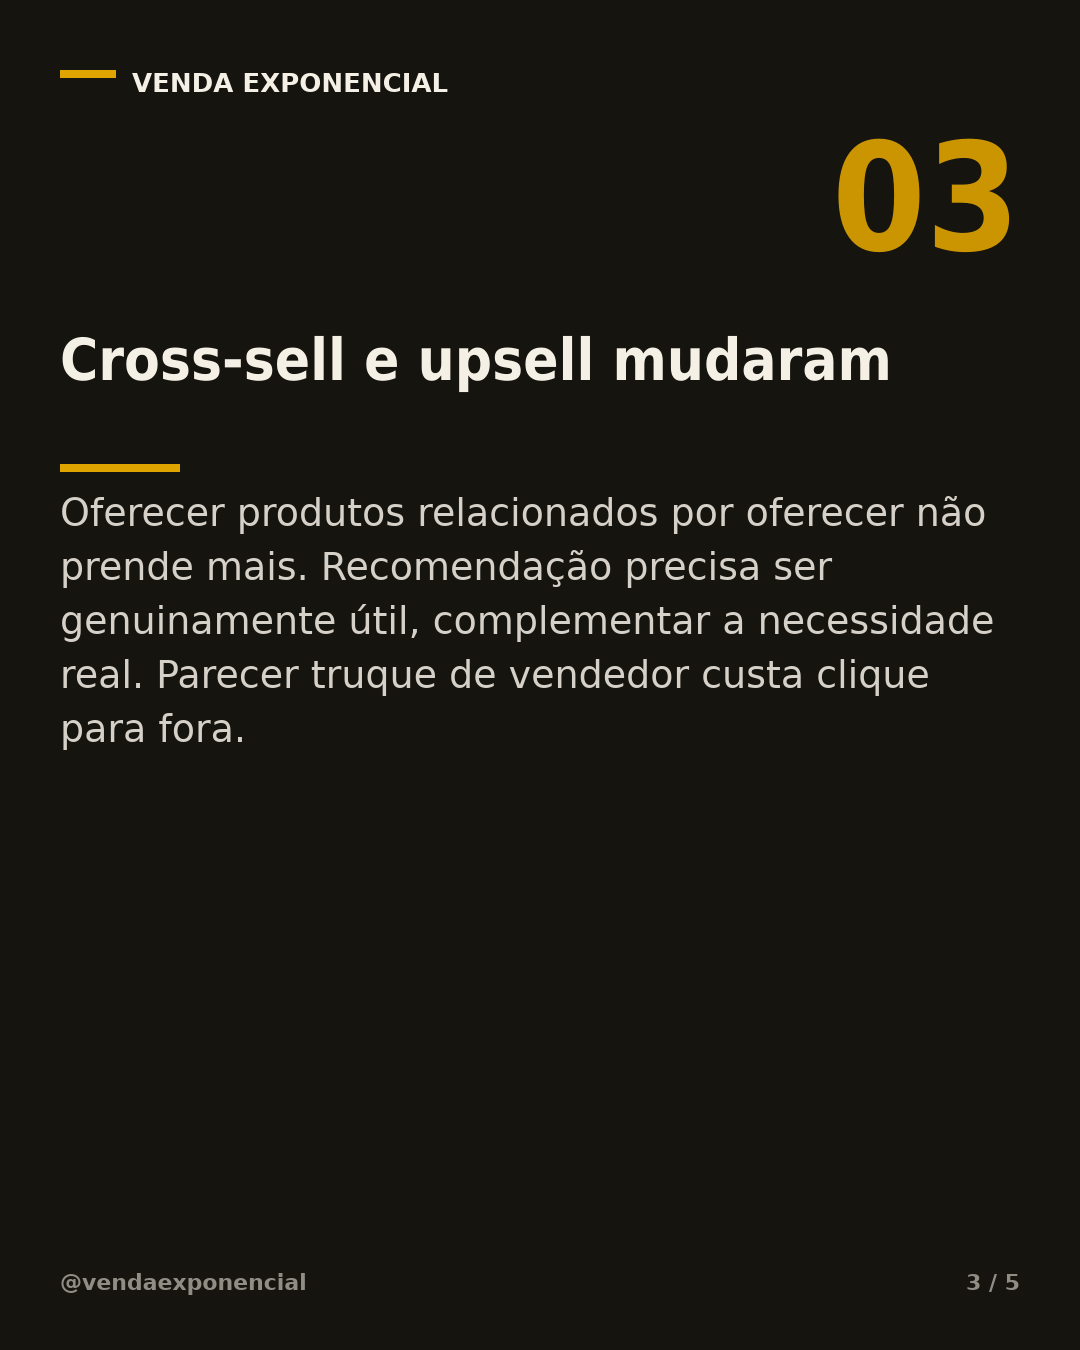 VENDA EXPONENCIAL
03
Cross-sell e upsell mudaram
Oferecer produtos relacionados por oferecer não
prende mais. Recomendação precisa ser
genuinamente útil, complementar a necessidade
real. Parecer truque de vendedor custa clique
para fora.
@vendaexponencial
3 / 5